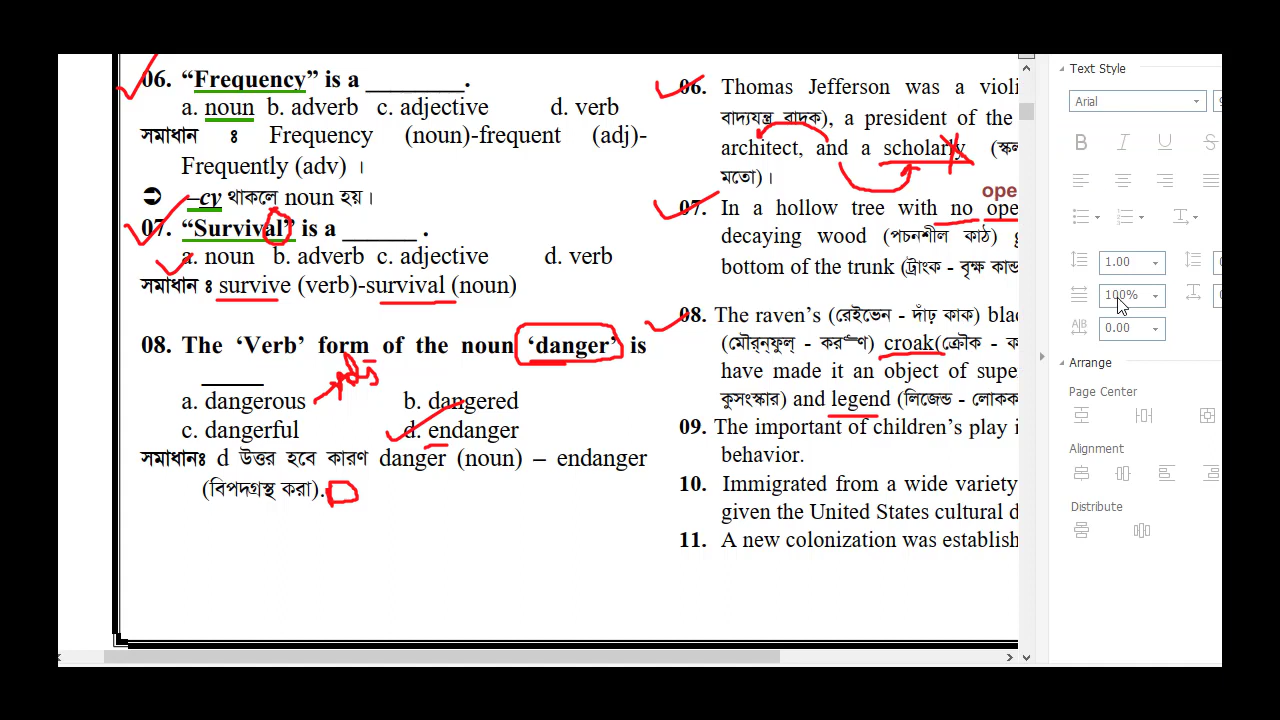 06. “Frequency” is a _________.
a. noun b. adverb c. adjective d. verb
সমাধান ঃ Frequency (noun)-frequent (adj)-
Frequently (adv) ।
➲ –cy থাকলে noun হয়।
07. “Survival” is a _______ .
a. noun b. adverb c. adjective d. verb
সমাধান ঃ survive (verb)-survival (noun)
08. The ‘Verb’ form of the noun ‘danger’ is
______
adj
a. dangerous b. dangered
c. dangerful d. endanger
সমাধানঃ d উত্তর হবে কারণ danger (noun) – endanger
(বিপদগ্রস্থ করা).
06. Thomas Jefferson was a violi
বাদ্যযন্ত্র বাদক), a president of the
architect, and a scholarly (স্কল
মতো)।
ope
07. In a hollow tree with no ope
decaying wood (পচনশীল কাঠ) g
bottom of the trunk (ট্রাংক - বৃক্ষ কান্ড
08. The raven’s (রেইভেন - দাঁড় কাক) blac
(মৌর্‌ন্‌ফুল্‌ - করুণ) croak(ক্রৌক - ক
have made it an object of supe
কুসংস্কার) and legend (লিজেন্ড - লোকক
09. The important of children’s play i
behavior.
10. Immigrated from a wide variety
given the United States cultural d
11. A new colonization was establish
Text Style
Arial
B I U S
1.00
100%
0.00
Arrange
Page Center
Alignment
Distribute